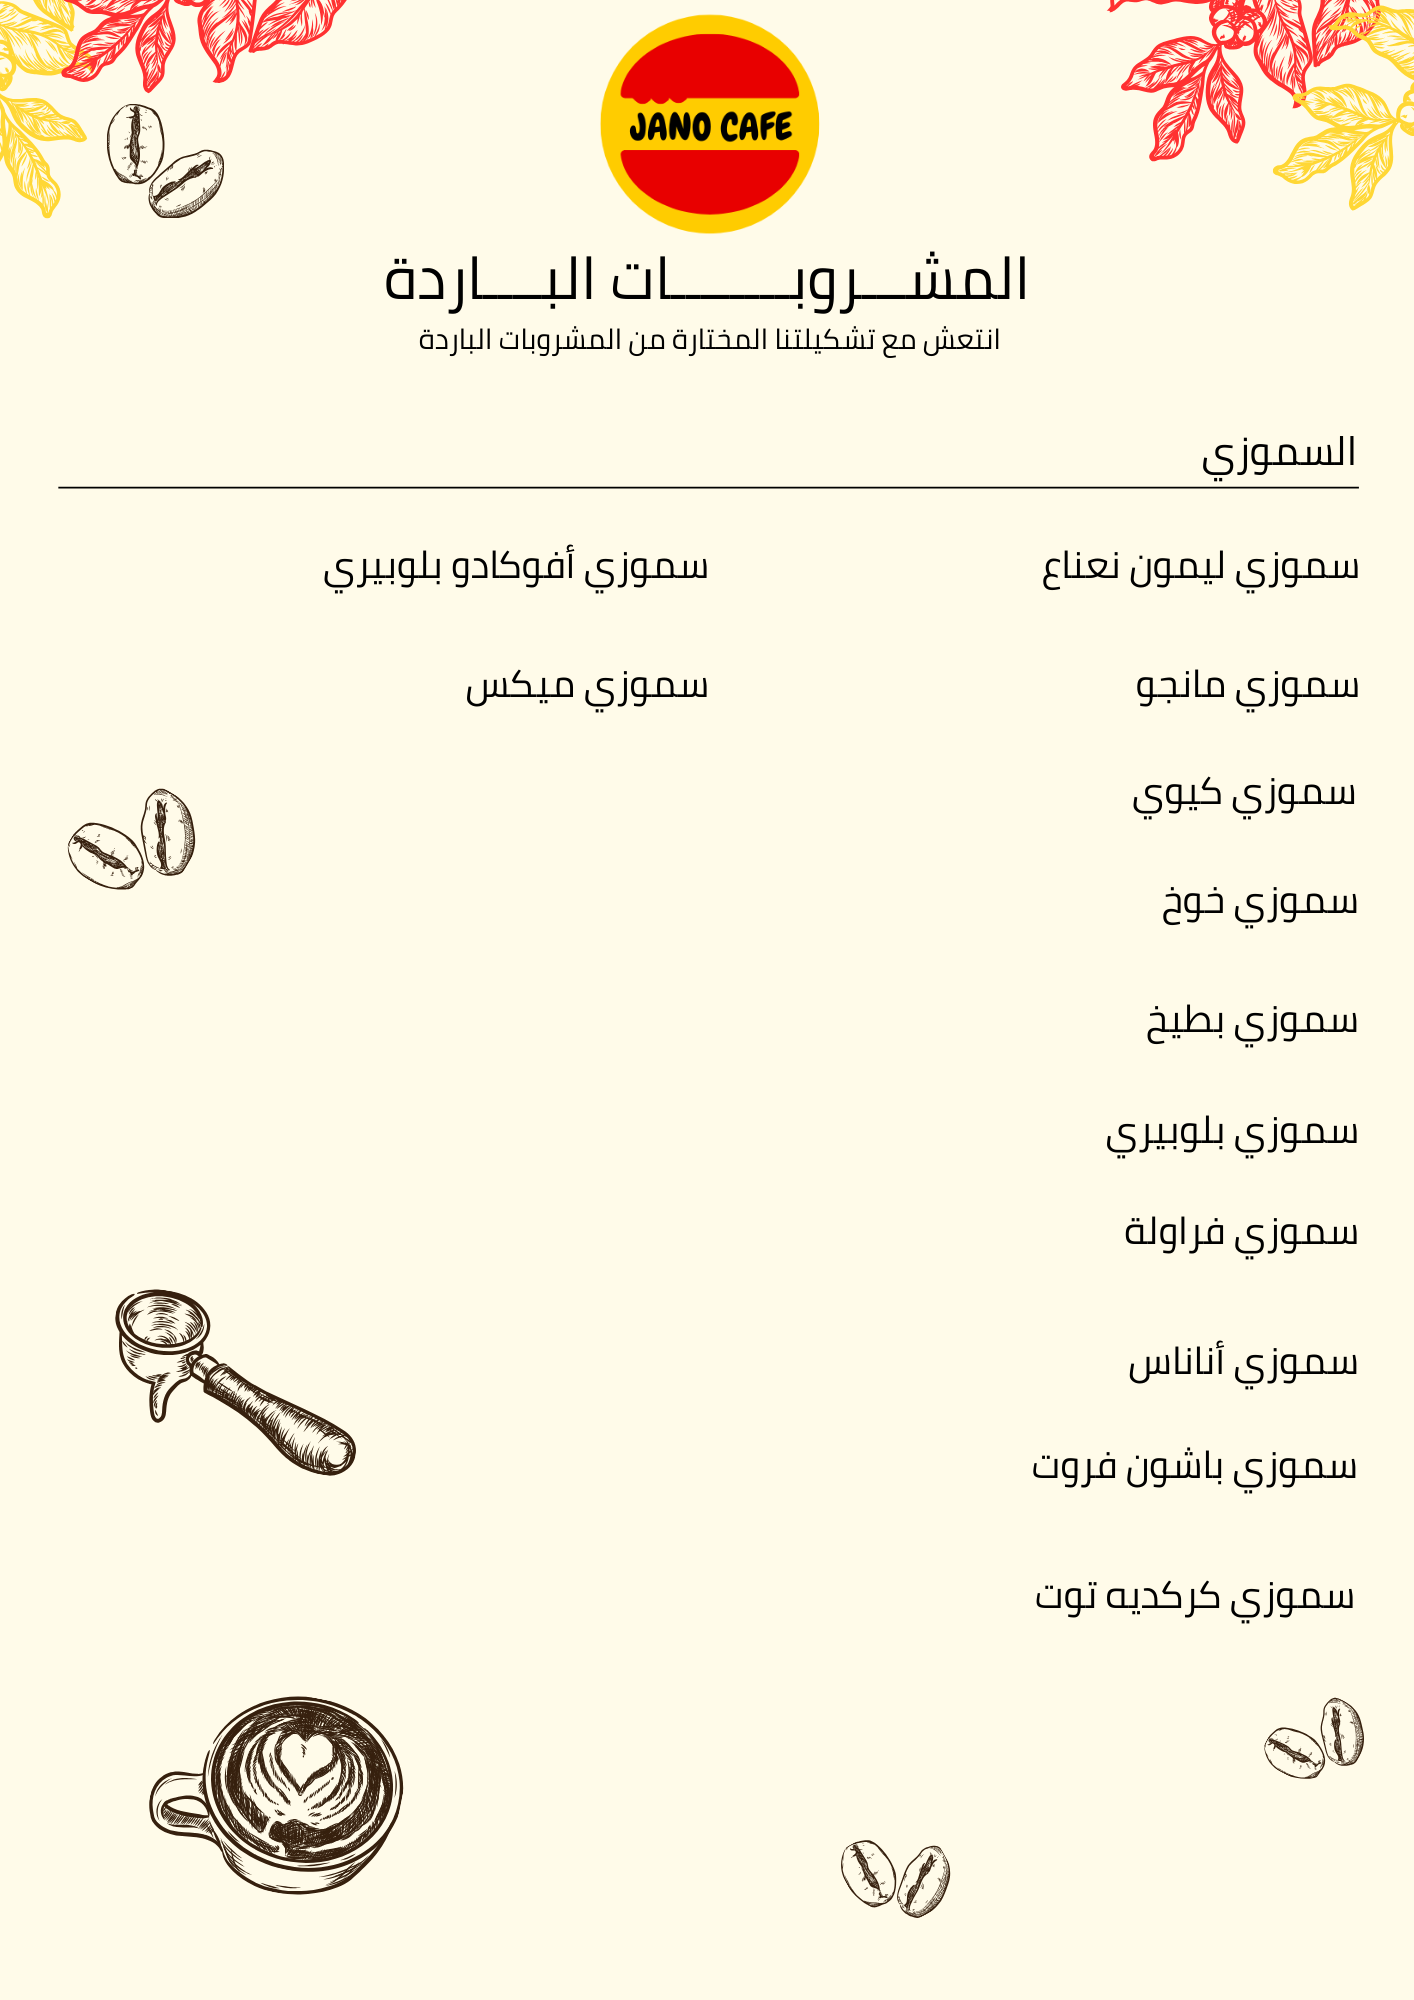 JANO CAFE
المشـــروبـــــــات البــــاردة
انتعش مع تشكيلتنا المختارة من المشروبات الباردة
السموزي
سموزي ليمون نعناع
سموزي مانجو
سموزي كيوي
سموزي خوخ
سموزي بطيخ
سموزي بلوبيري
سموزي فراولة
سموزي أناناس
سموزي باشون فروت
سموزي كركديه توت
سموزي أفوكادو بلوبيري
سموزي ميكس